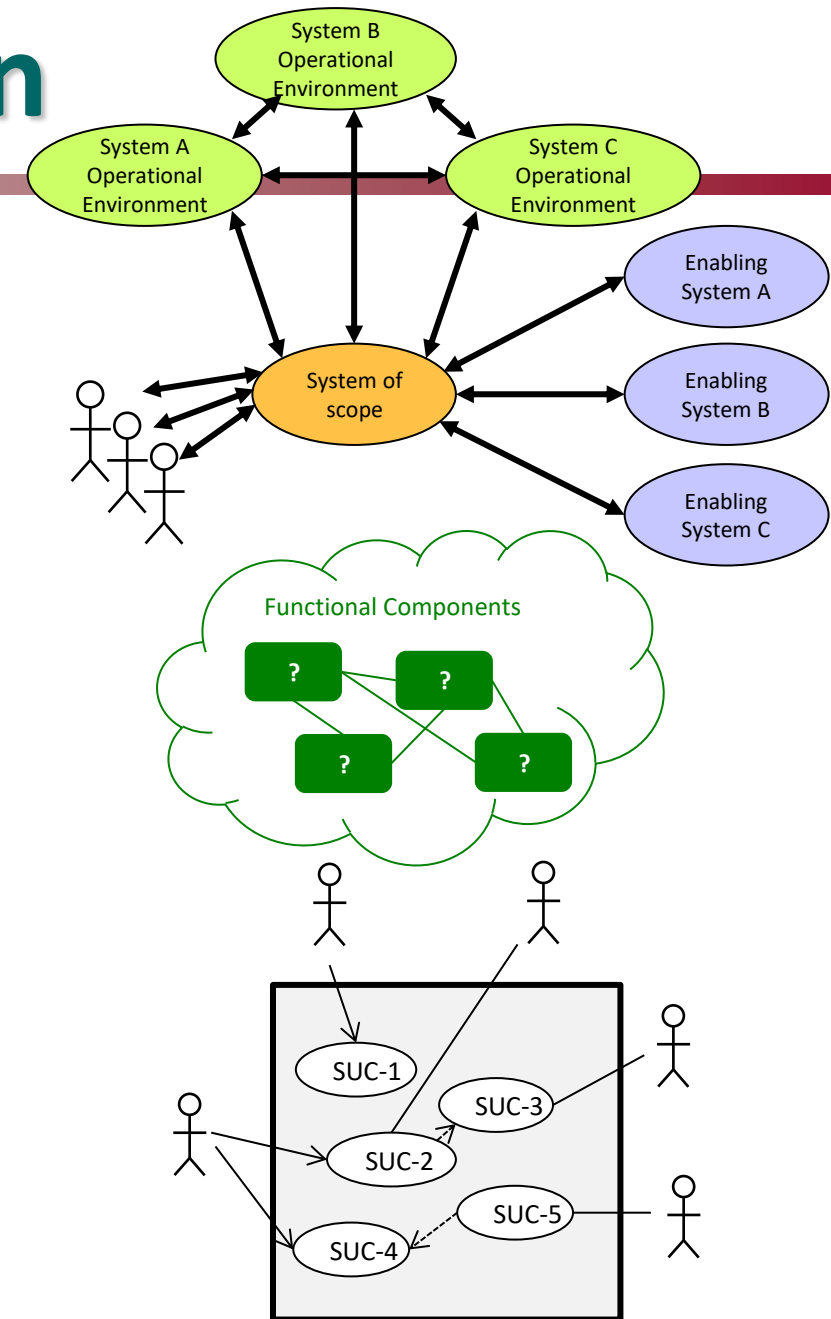 n
System B
Operational
Environment
System A
Operational
Environment
System C
Operational
Environment
Enabling
System A
System of
scope
Enabling
System B
Enabling
System C
Functional Components
?
?
?
?
SUC-1
SUC-3
SUC-2
SUC-5
SUC-4